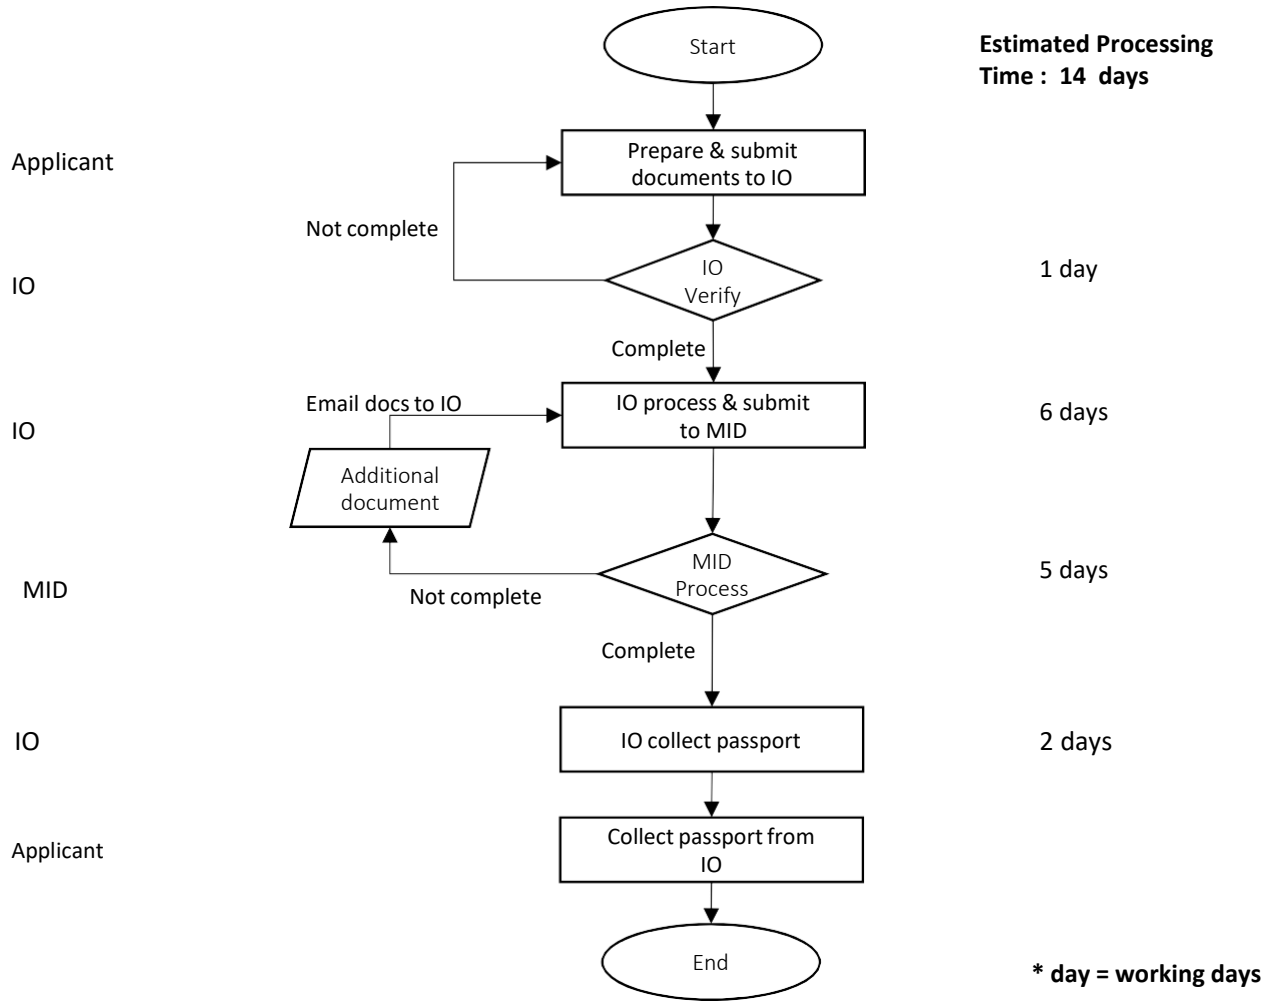 Start
Estimated Processing
Time :  14  days
Applicant
Prepare & submit
documents to IO
Not complete
IO
IO
Verify
1 day
Complete
Email docs to IO
IO
IO process & submit
to MID
6 days
Additional
document
MID
MID
Process
5 days
Not complete
Complete
IO
IO collect passport
2 days
Applicant
Collect passport from
IO
End
* day = working days